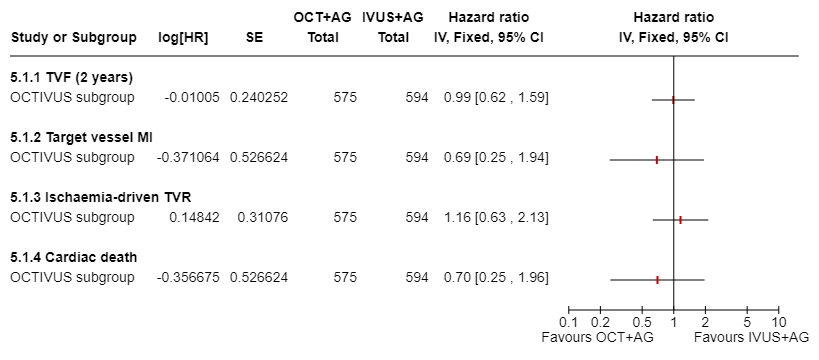 OCT+AG IVUS+AG Hazard ratio Hazard ratio
Study or Subgroup log[HR] SE Total Total IV, Fixed, 95% CI IV, Fixed, 95% CI
5.1.1 TVF (2 years)
OCTIVUS subgroup -0.01005 0.240252 575 594 0.99 [0.62 , 1.59]
5.1.2 Target vessel MI
OCTIVUS subgroup -0.371064 0.526624 575 594 0.69 [0.25 , 1.94]
5.1.3 Ischaemia-driven TVR
OCTIVUS subgroup 0.14842 0.31076 575 594 1.16 [0.63 , 2.13]
5.1.4 Cardiac death
OCTIVUS subgroup -0.356675 0.526624 575 594 0.70 [0.25 , 1.96]
0.1 0.2 0.5 1 2 5 10
Favours OCT+AG Favours IVUS+AG